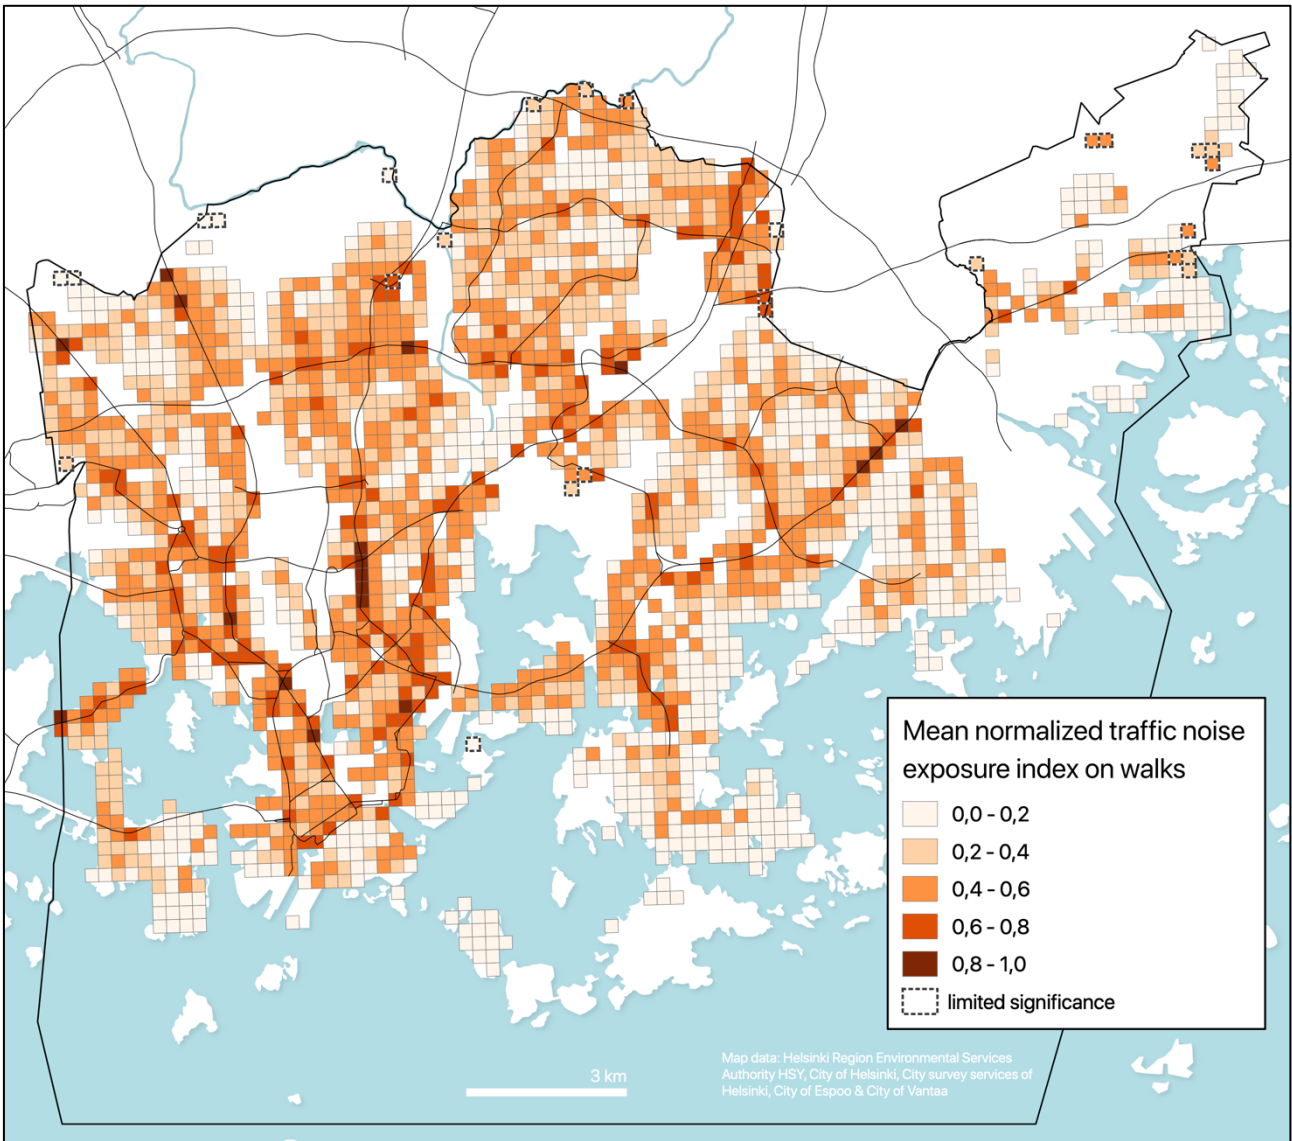 Mean normalized traffic noise
exposure index on walks
0,0 - 0,2
0,2 - 0,4
0,4 - 0,6
0,6 - 0,8
0,8 - 1,0
limited significance
3 km
Map data: Helsinki Region Environmental Services
Authority HSY, City of Helsinki, City survey services of
Helsinki, City of Espoo & City of Vantaa